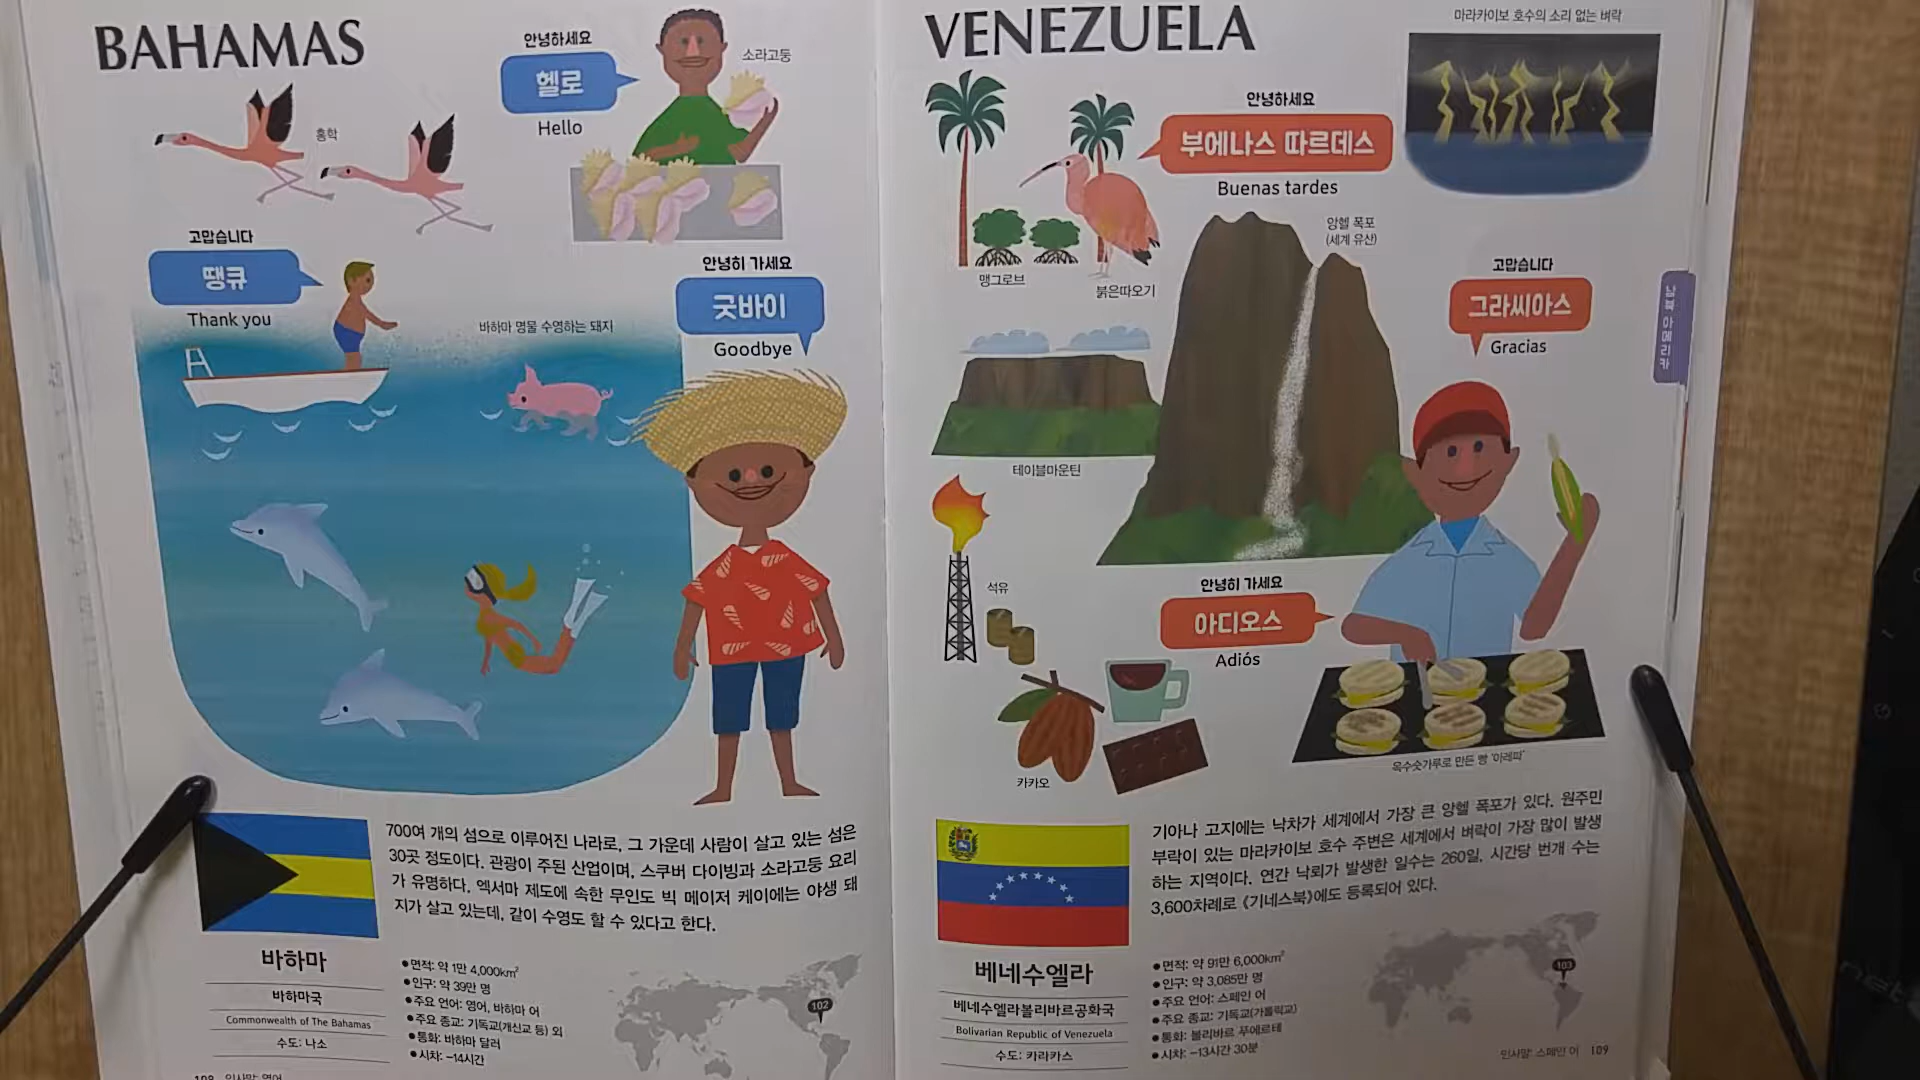 BAHAMAS
안녕하세요
헬로
Hello
소라고둥
홍학
고맙습니다
땡큐
Thank you
바하마 명물 수영하는 돼지
안녕히 가세요
굿바이
Goodbye
700여 개의 섬으로 이루어진 나라로, 그 가운데 사람이 살고 있는 섬은
30곳 정도이다. 관광이 주된 산업이며, 스쿠버 다이빙과 소라고둥 요리
가 유명하다. 엑서마 제도에 속한 무인도 빅 메이저 케이에는 야생 돼
지가 살고 있는데, 같이 수영도 할 수 있다고 한다.
바하마
바하마국
Commonwealth of The Bahamas
수도: 나소
●면적: 약 1만 4,000km²
●인구: 약 39만 명
●주요 언어: 영어, 바하마 어
●주요 종교: 기독교(개신교 등) 외
●통화: 바하마 달러
●시차: –14시간
102
108 인사말: 영어
VENEZUELA
마라카이보 호수의 소리 없는 벼락
안녕하세요
부에나스 따르데스
Buenas tardes
맹그로브
붉은따오기
앙헬 폭포
(세계 유산)
고맙습니다
그라씨아스
Gracias
남북 아메리카
테이블마운틴
석유
안녕히 가세요
아디오스
Adiós
카카오
옥수숫가루로 만든 빵 '아레파'
기아나 고지에는 낙차가 세계에서 가장 큰 앙헬 폭포가 있다. 원주민
부락이 있는 마라카이보 호수 주변은 세계에서 벼락이 가장 많이 발생
하는 지역이다. 연간 낙뢰가 발생한 일수는 260일, 시간당 번개 수는
3,600차례로 《기네스북》에도 등록되어 있다.
베네수엘라
베네수엘라볼리바르공화국
Bolivarian Republic of Venezuela
수도: 카라카스
●면적: 약 91만 6,000km²
●인구: 약 3,085만 명
●주요 언어: 스페인 어
●주요 종교: 기독교(가톨릭교)
●통화: 볼리바르 푸에르테
●시차: –13시간 30분
103
인사말: 스페인 어 109